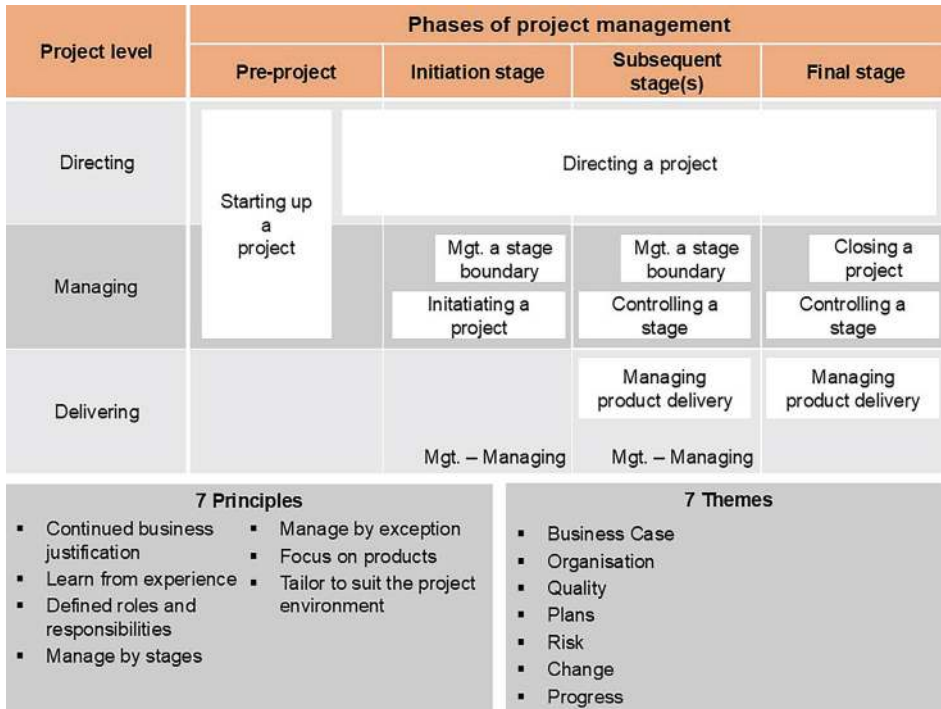 Project level
Phases of project management
Pre-project
Initiation stage
Subsequent
stage(s)
Final stage
Directing
Starting up
a
project
Directing a project
Managing
Mgt. a stage
boundary
Mgt. a stage
boundary
Closing a
project
Initatiating a
project
Controlling a
stage
Controlling a
stage
Delivering
Managing
product delivery
Managing
product delivery
Mgt. – Managing
Mgt. – Managing
7 Principles
▪ Continued business
justification
▪ Learn from experience
▪ Defined roles and
responsibilities
▪ Manage by stages
▪ Manage by exception
▪ Focus on products
▪ Tailor to suit the project
environment
7 Themes
▪ Business Case
▪ Organisation
▪ Quality
▪ Plans
▪ Risk
▪ Change
▪ Progress